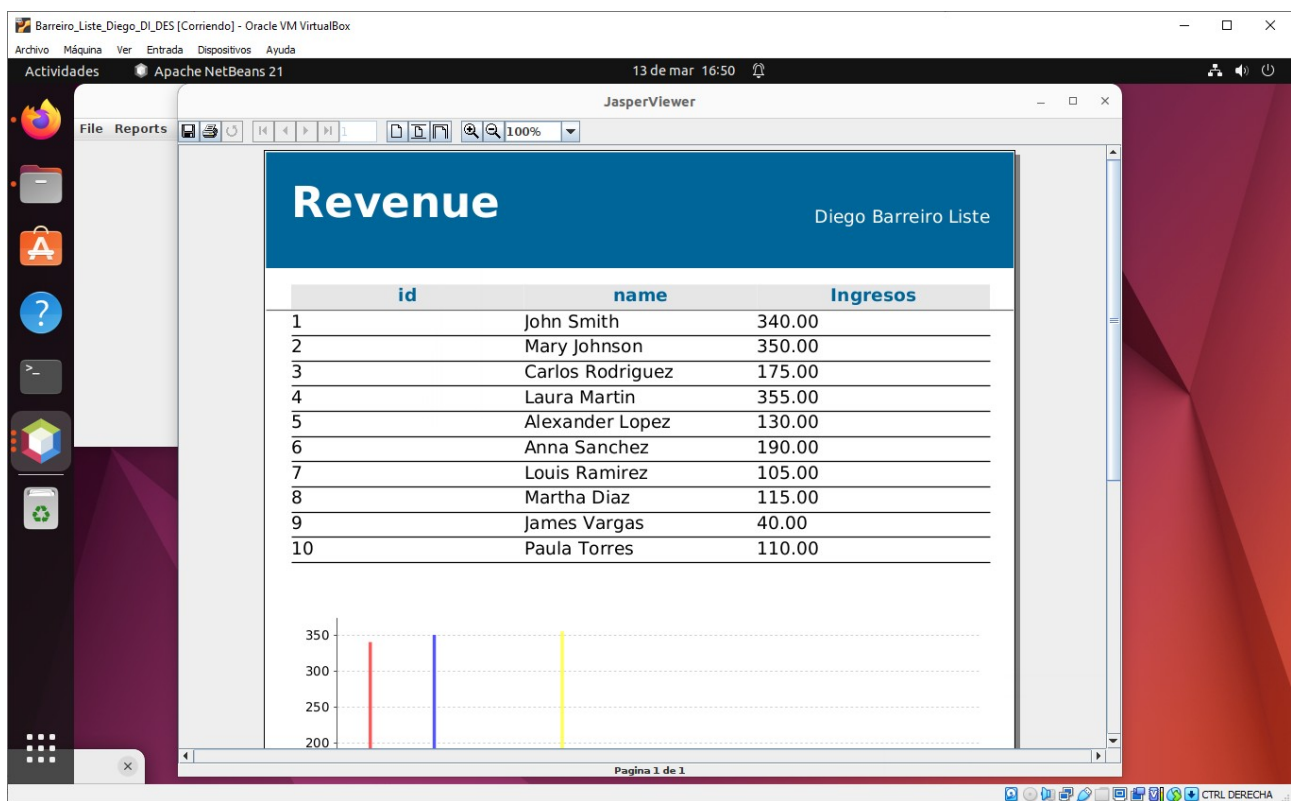 Barreiro_Liste_Diego_DI_DES [Corriendo] - Oracle VM VirtualBox
Archivo Máquina Ver Entrada Dispositivos Ayuda
Actividades Apache NetBeans 21 13 de mar 16:50
JasperViewer
File Reports 1 100%
Revenue
Diego Barreiro Liste
id name Ingresos
1 John Smith 340.00
2 Mary Johnson 350.00
3 Carlos Rodriguez 175.00
4 Laura Martin 355.00
5 Alexander Lopez 130.00
6 Anna Sanchez 190.00
7 Louis Ramirez 105.00
8 Martha Diaz 115.00
9 James Vargas 40.00
10 Paula Torres 110.00
350
300
250
200
Pagina 1 de 1
CTRL DERECHA